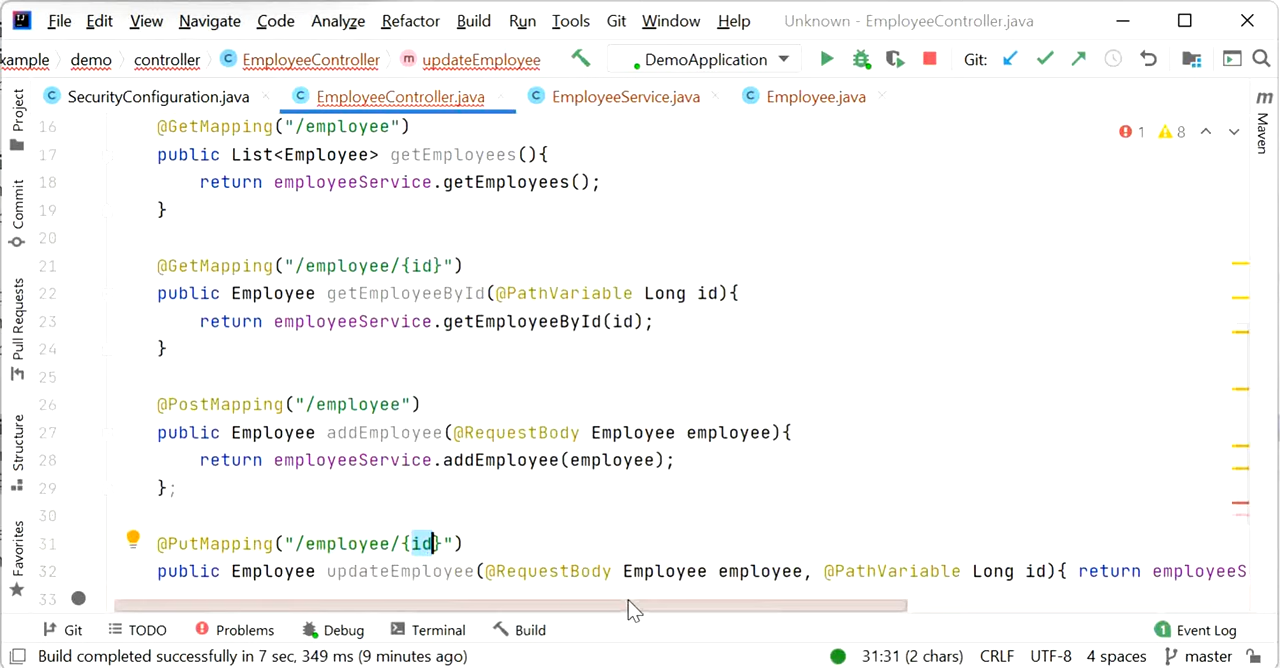 File Edit View Navigate Code Analyze Refactor Build Run Tools Git Window Help Unknown - EmployeeController.java
xample demo controller C EmployeeController m updateEmployee DemoApplication Git:
C SecurityConfiguration.java C EmployeeController.java C EmployeeService.java C Employee.java
Project
Commit
Pull Requests
Structure
Favorites
m Maven
1 8
16 @GetMapping("/employee")
17 public List<Employee> getEmployees(){
18 return employeeService.getEmployees();
19 }
20
21 @GetMapping("/employee/{id}")
22 public Employee getEmployeeById(@PathVariable Long id){
23 return employeeService.getEmployeeById(id);
24 }
25
26 @PostMapping("/employee")
27 public Employee addEmployee(@RequestBody Employee employee){
28 return employeeService.addEmployee(employee);
29 };
30
31 @PutMapping("/employee/{id}")
32 public Employee updateEmployee(@RequestBody Employee employee, @PathVariable Long id){ return employeeS
33
Git TODO Problems Debug Terminal Build 1 Event Log
Build completed successfully in 7 sec, 349 ms (9 minutes ago) 31:31 (2 chars) CRLF UTF-8 4 spaces master